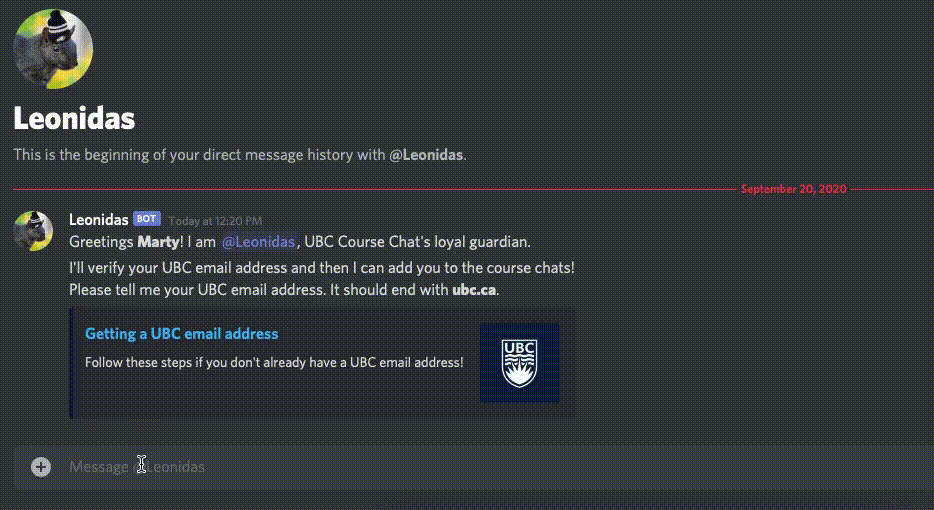 Leonidas
This is the beginning of your direct message history with @Leonidas.
September 20, 2020
Leonidas BOT Today at 12:20 PM
Greetings Marty! I am @Leonidas, UBC Course Chat's loyal guardian.
I'll verify your UBC email address and then I can add you to the course chats!
Please tell me your UBC email address. It should end with ubc.ca.
Getting a UBC email address
Follow these steps if you don't already have a UBC email address!
UBC
Message @Leonidas